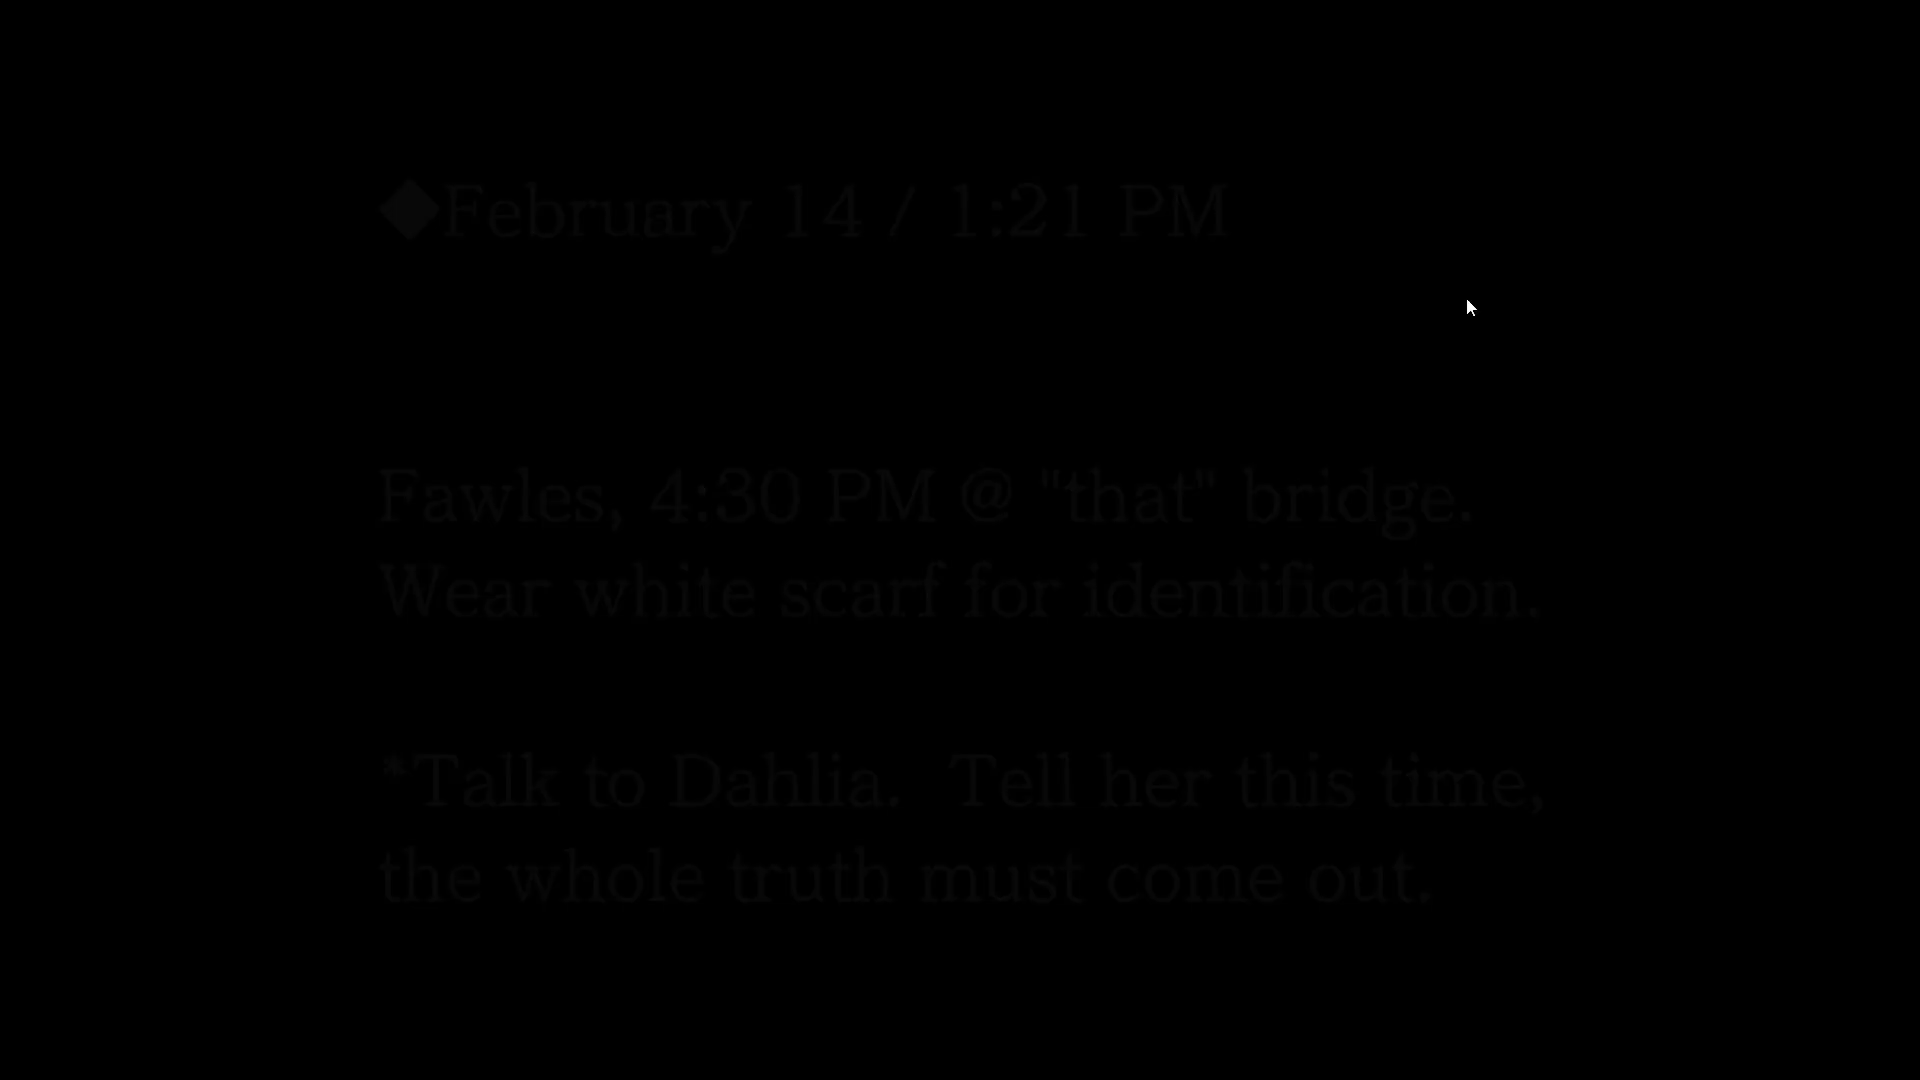 ◆February 14 / 1:21 PM
Fawles, 4:30 PM @ "that" bridge.
Wear white scarf for identification.
*Talk to Dahlia.  Tell her this time,
the whole truth must come out.